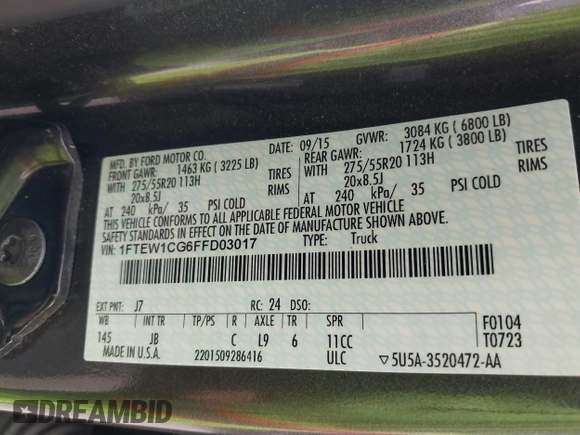 MFD. BY FORD MOTOR CO.
DATE: 09/15
GVWR: 3084 KG ( 6800 LB)
FRONT GAWR: 1463 KG ( 3225 LB)
REAR GAWR: 1724 KG ( 3800 LB)
WITH 275/55R20 113H TIRES
WITH 275/55R20 113H TIRES
20x8.5J RIMS
20x8.5J RIMS
AT 240 kPa/ 35 PSI COLD
AT 240 kPa/ 35 PSI COLD
THIS VEHICLE CONFORMS TO ALL APPLICABLE FEDERAL MOTOR VEHICLE
SAFETY STANDARDS IN EFFECT ON THE DATE OF MANUFACTURE SHOWN ABOVE
VIN: 1FTEW1CG6FFD03017
TYPE: Truck
EXT PNT: J7 RC: 24 DSO:
WB INT TR TP/PS R AXLE TR SPR
F0104
145 JB C L9 6 11CC
T0723
MADE IN U.S.A. 2201509286416 ULC ▽5U5A-3520472-AA
DREAMBID